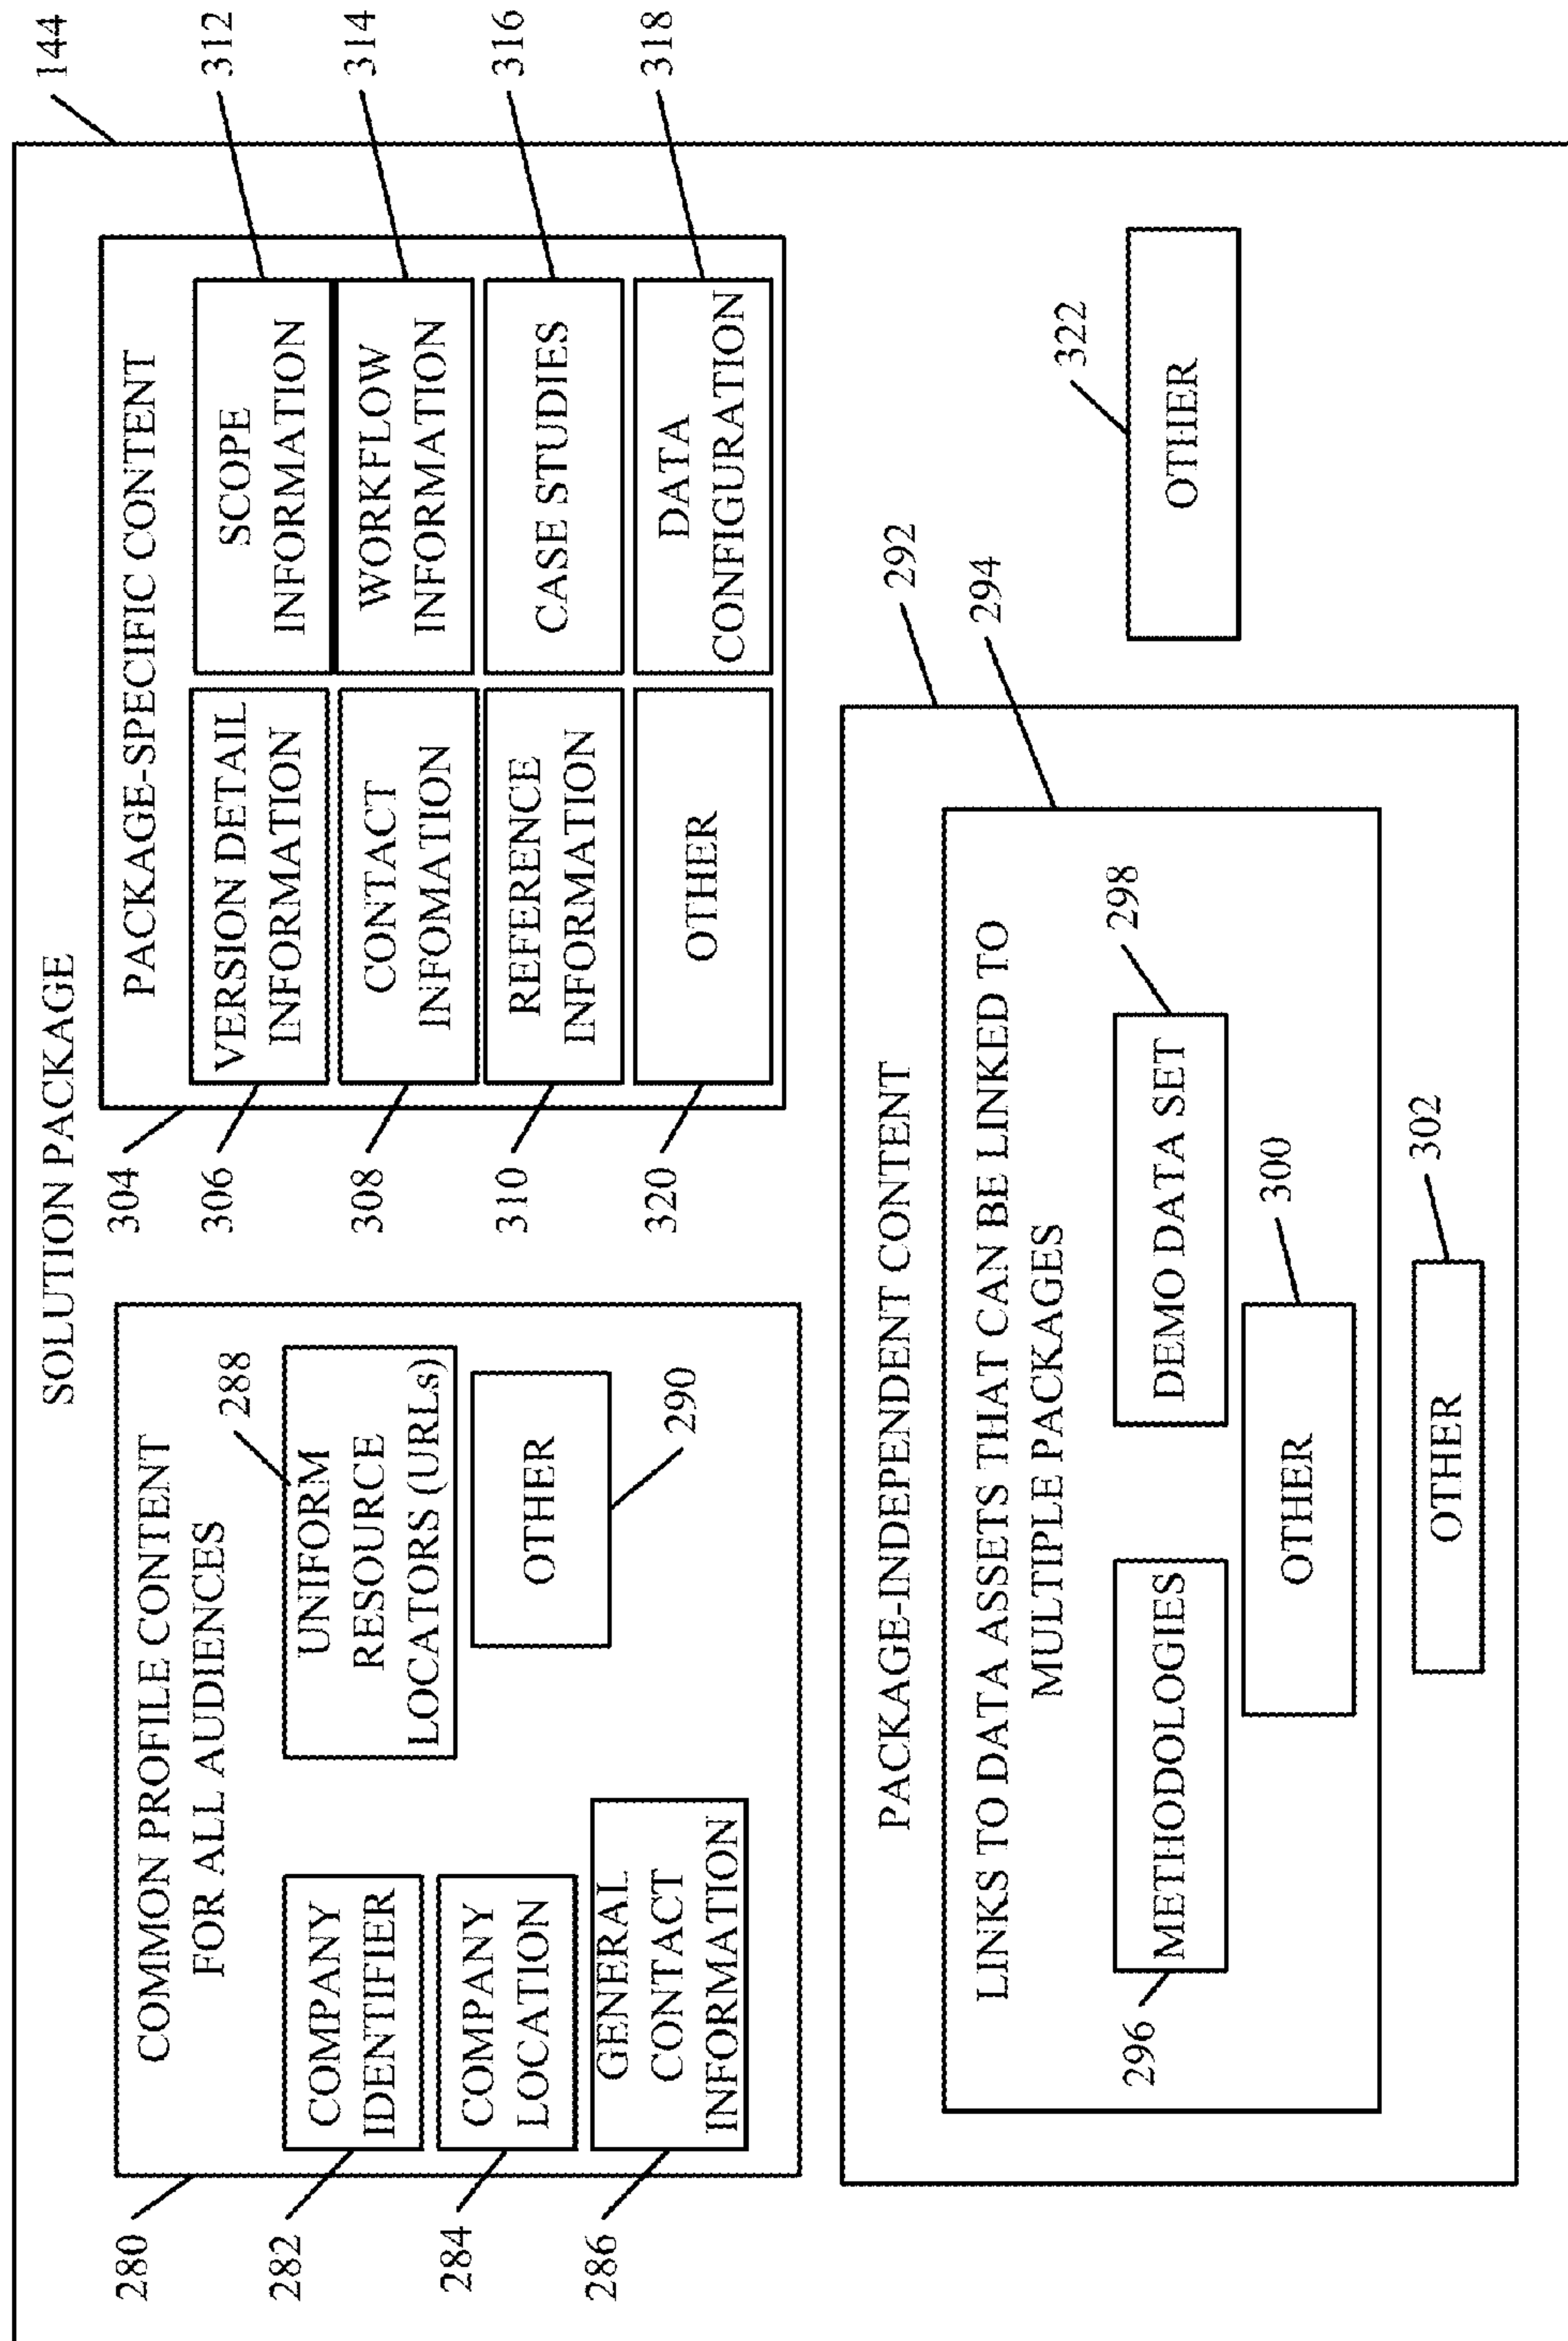 SOLUTION PACKAGE
144
COMMON PROFILE CONTENT
FOR ALL AUDIENCES
280
COMPANY
IDENTIFIER
282
COMPANY
LOCATION
284
GENERAL
CONTACT
INFORMATION
286
UNIFORM
RESOURCE
LOCATORS (URLs)
288
OTHER
290
PACKAGE-SPECIFIC CONTENT
304
VERSION DETAIL
INFORMATION
306
SCOPE
INFORMATION
312
CONTACT
INFOMATION
308
WORKFLOW
INFORMATION
314
REFERENCE
INFORMATION
310
CASE STUDIES
316
OTHER
320
DATA
CONFIGURATION
318
PACKAGE-INDEPENDENT CONTENT
292
LINKS TO DATA ASSETS THAT CAN BE LINKED TO
MULTIPLE PACKAGES
294
METHODOLOGIES
296
DEMO DATA SET
298
OTHER
300
OTHER
302
OTHER
322